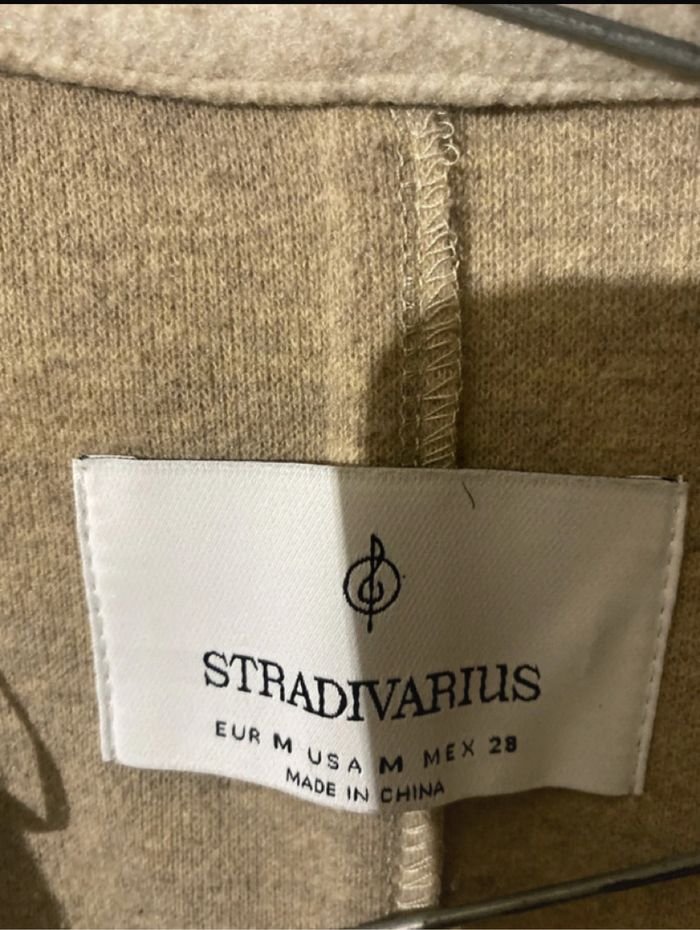 STRADIVARIUS
EUR M USA M MEX 28
MADE IN CHINA